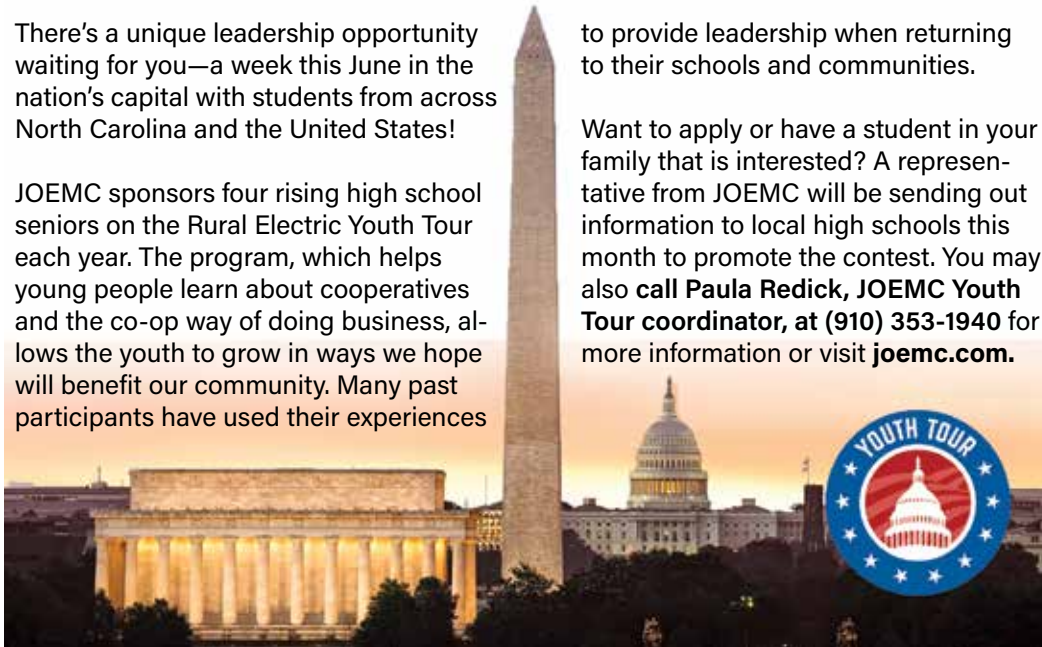 There's a unique leadership opportunity
waiting for you—a week this June in the
nation's capital with students from across
North Carolina and the United States!
JOEMC sponsors four rising high school
seniors on the Rural Electric Youth Tour
each year. The program, which helps
young people learn about cooperatives
and the co-op way of doing business, al-
lows the youth to grow in ways we hope
will benefit our community. Many past
participants have used their experiences
to provide leadership when returning
to their schools and communities.
Want to apply or have a student in your
family that is interested? A represen-
tative from JOEMC will be sending out
information to local high schools this
month to promote the contest. You may
also call Paula Redick, JOEMC Youth
Tour coordinator, at (910) 353-1940 for
more information or visit joemc.com.
YOUTH TOUR